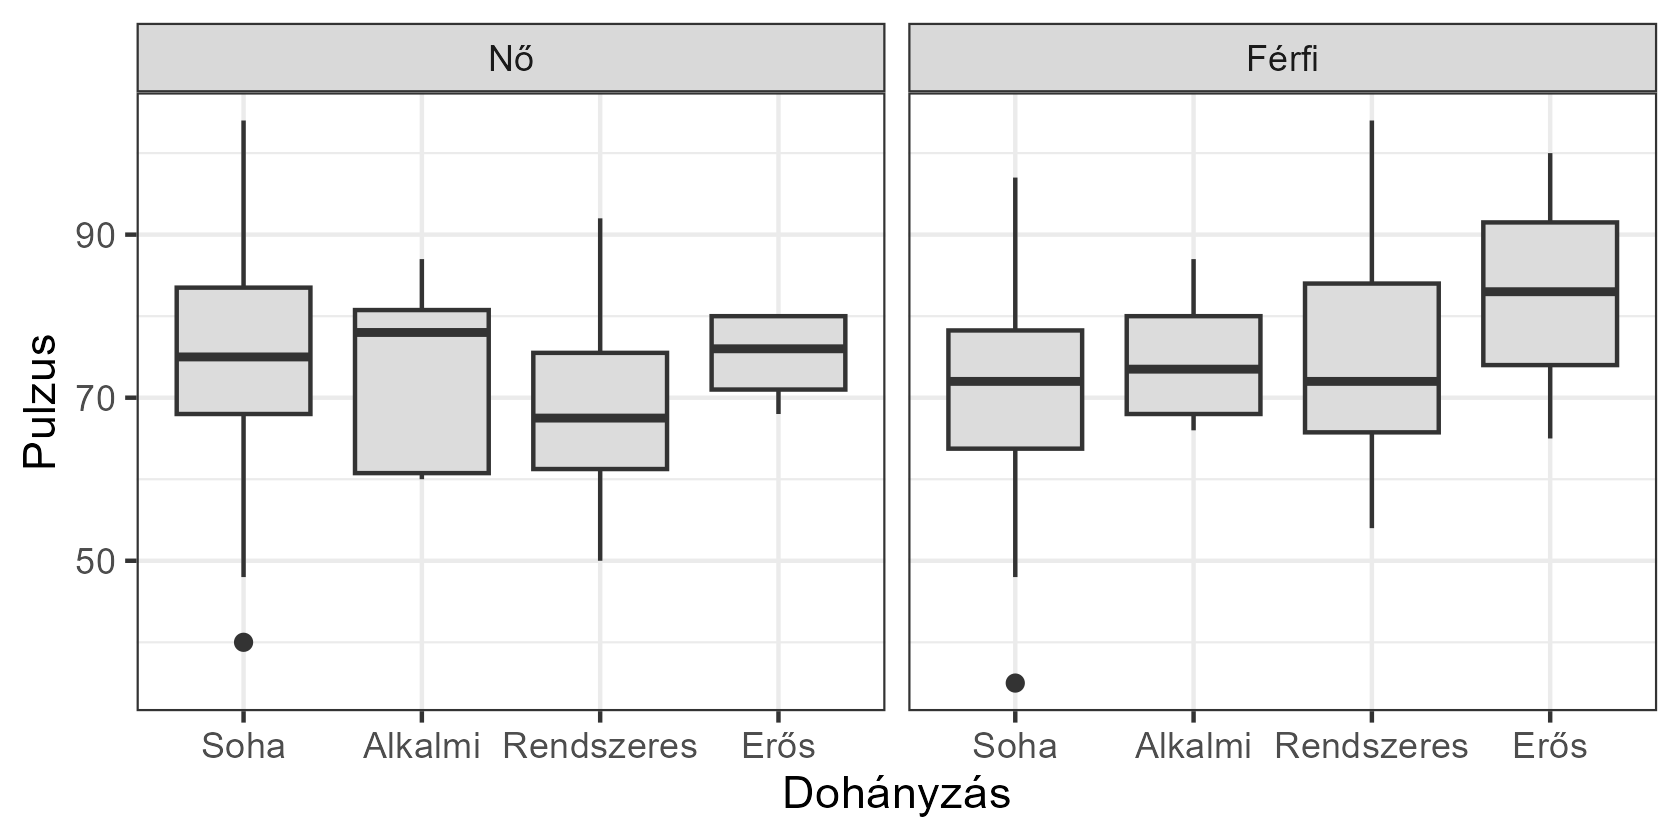 Nő
Férfi
Pulzus
90
70
50
Soha Alkalmi Rendszeres Erős
Soha Alkalmi Rendszeres Erős
Dohányzás